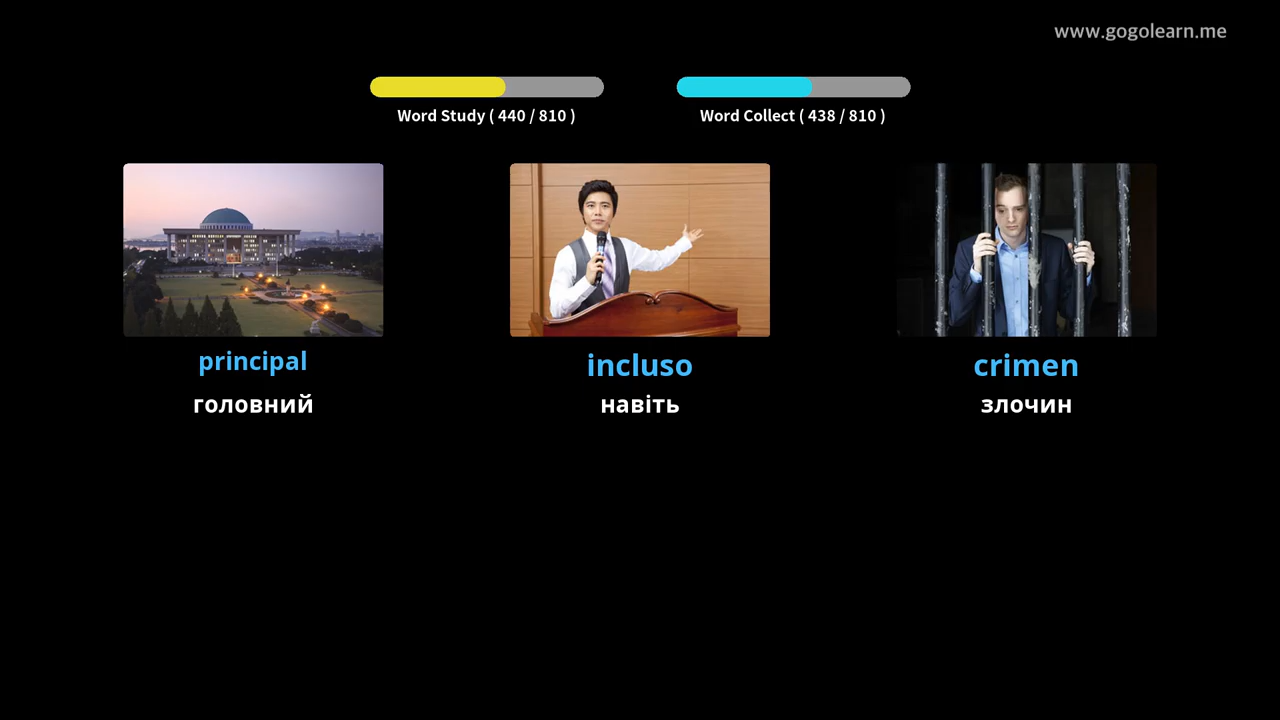 www.gogolearn.me
Word Study ( 440 / 810 )
Word Collect ( 438 / 810 )
principal
головний
incluso
навіть
crimen
злочин